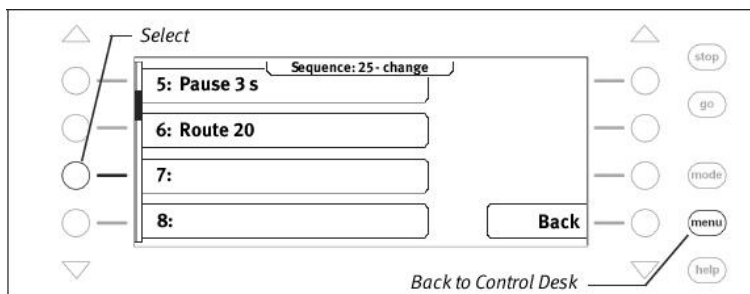 Select
stop
Sequence: 25- change
5: Pause 3 s
go
6: Route 20
7:
mode
8:
Back
menu
help
Back to Control Desk